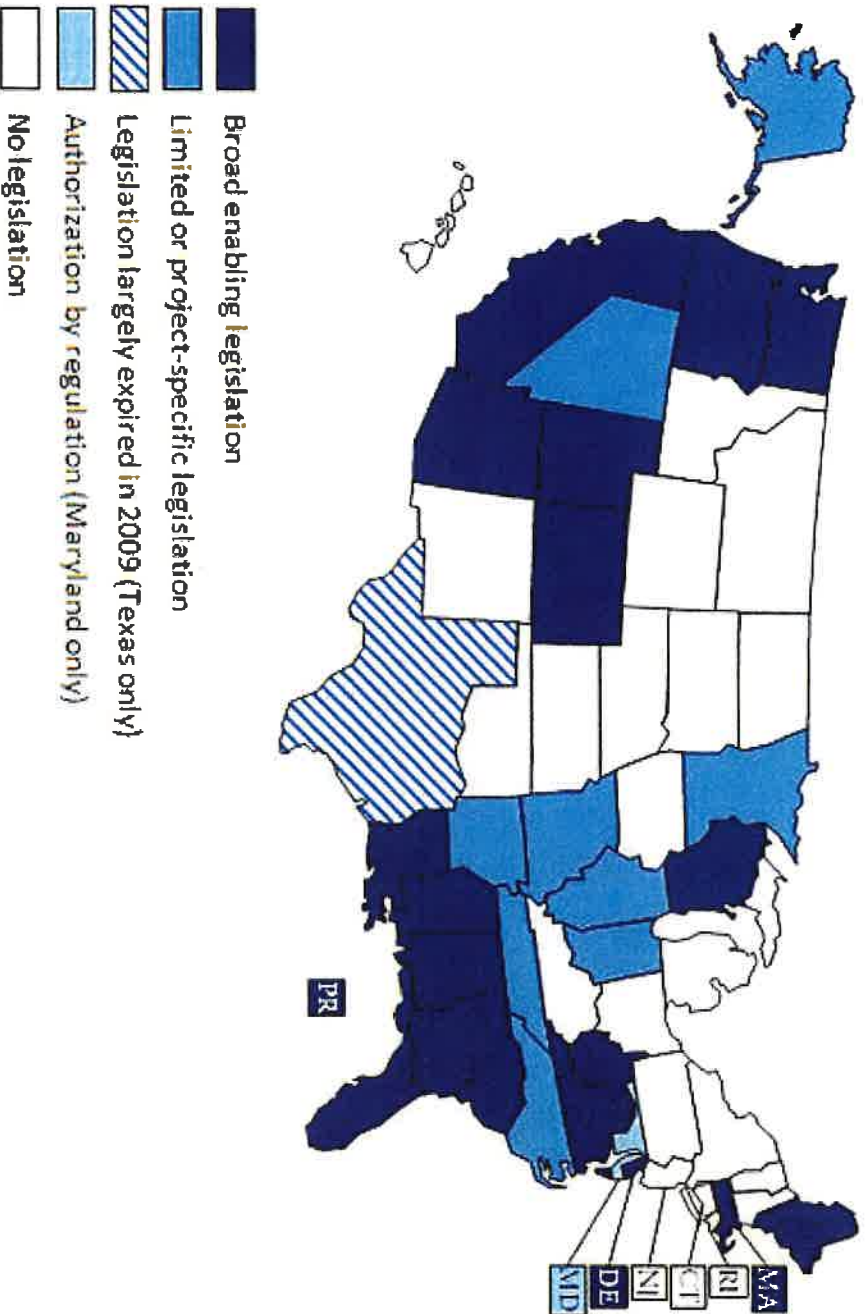 MA
RI
CT
NJ
DE
MD
PR
Broad enabling legislation
Limited or project-specific legislation
Legislation largely expired in 2009 (Texas only)
Authorization by regulation (Maryland only)
No legislation